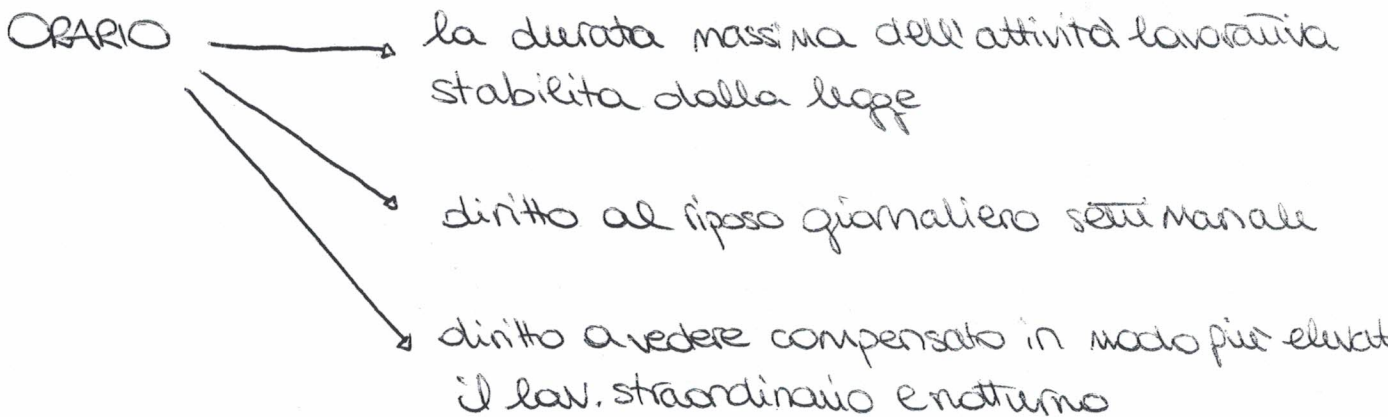 ORARIO
la durata massima dell'attività lavorativa
stabilita dalla legge
diritto al riposo giornaliero settimanale
diritto a vedere compensato in modo più elevat
il lav. straordinario e notturno